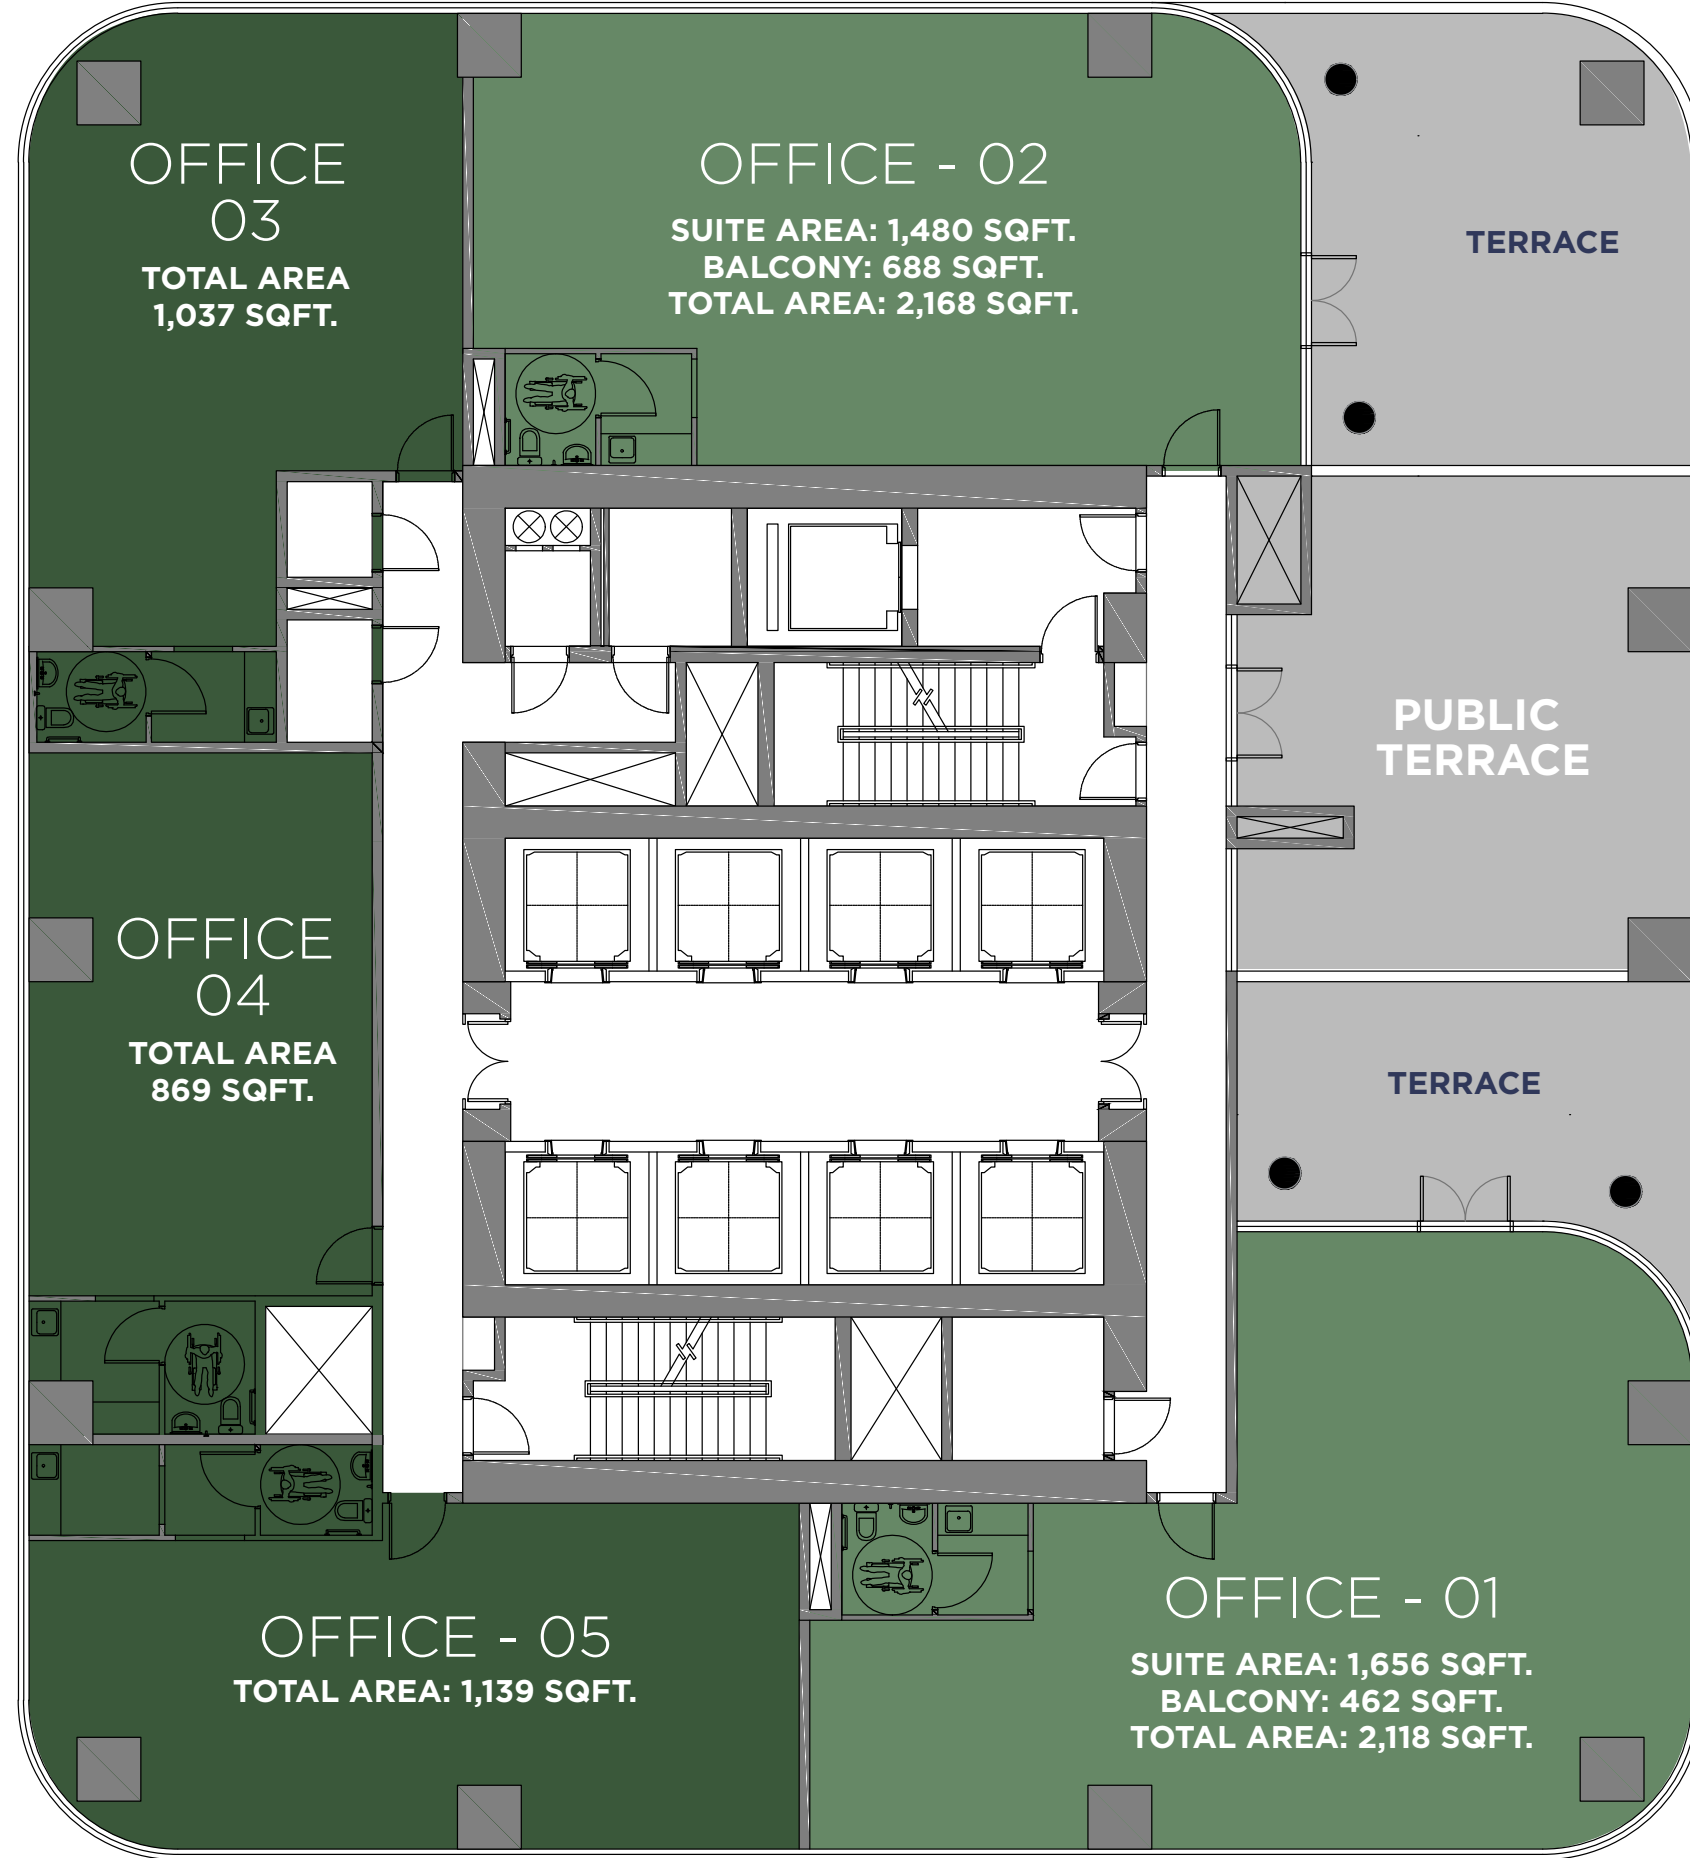 OFFICE
03
TOTAL AREA
1,037 SQFT.
OFFICE - 02
SUITE AREA: 1,480 SQFT.
BALCONY: 688 SQFT.
TOTAL AREA: 2,168 SQFT.
TERRACE
PUBLIC
TERRACE
OFFICE
04
TOTAL AREA
869 SQFT.
TERRACE
OFFICE - 05
TOTAL AREA: 1,139 SQFT.
OFFICE - 01
SUITE AREA: 1,656 SQFT.
BALCONY: 462 SQFT.
TOTAL AREA: 2,118 SQFT.